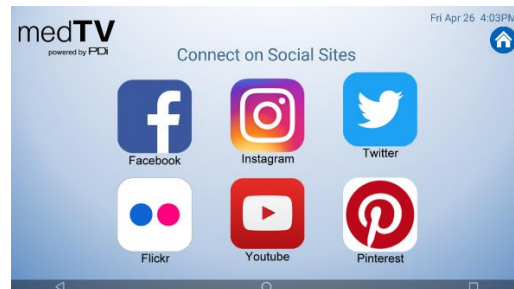 medTV
powered by PDi
Fri Apr 26 4:03PM
Connect on Social Sites
Facebook
Instagram
Twitter
Flickr
Youtube
Pinterest